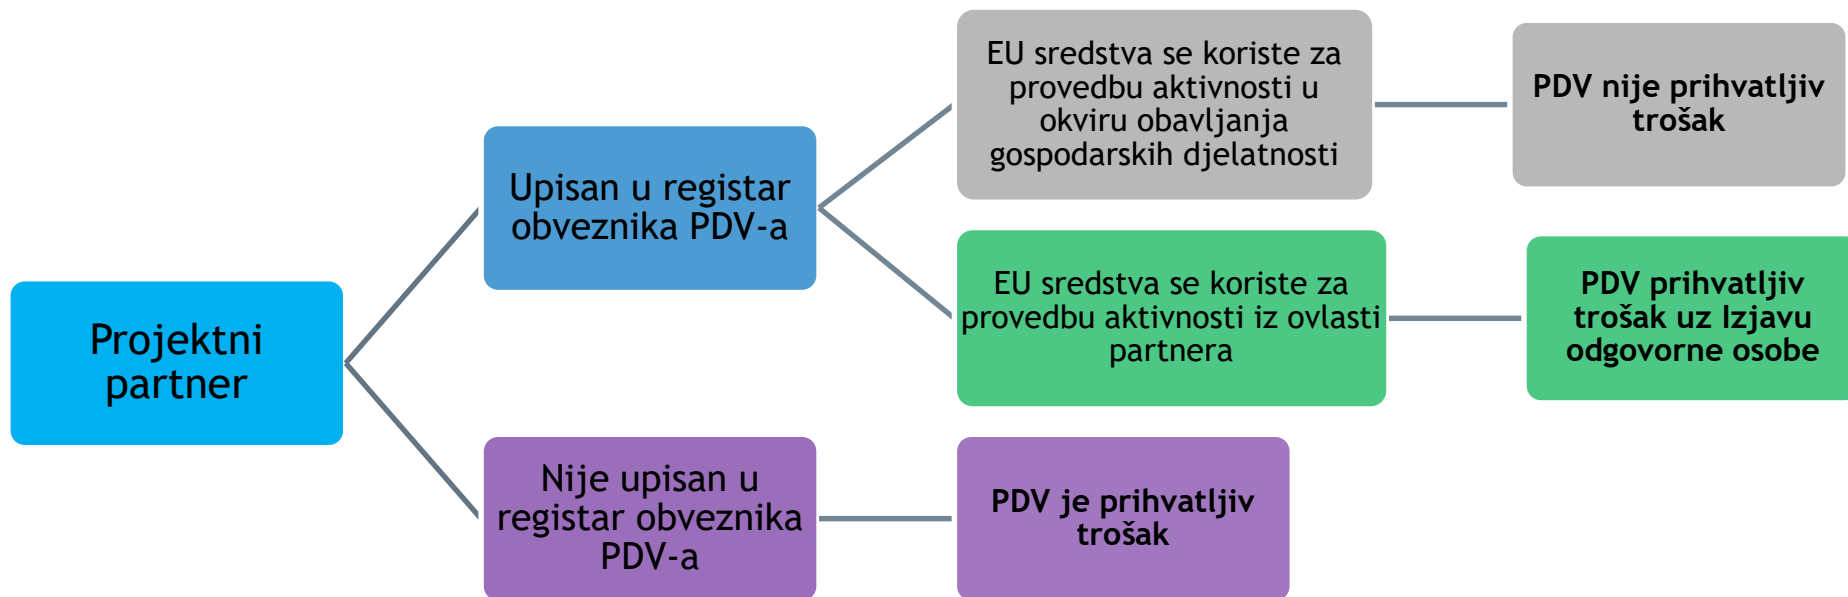 Projektni
partner
Upisan u registar
obveznika PDV-a
EU sredstva se koriste za
provedbu aktivnosti u
okviru obavljanja
gospodarskih djelatnosti
PDV nije prihvatljiv
trošak
EU sredstva se koriste za
provedbu aktivnosti iz ovlasti
partnera
PDV prihvatljiv
trošak uz Izjavu
odgovorne osobe
Nije upisan u
registar obveznika
PDV-a
PDV je prihvatljiv
trošak